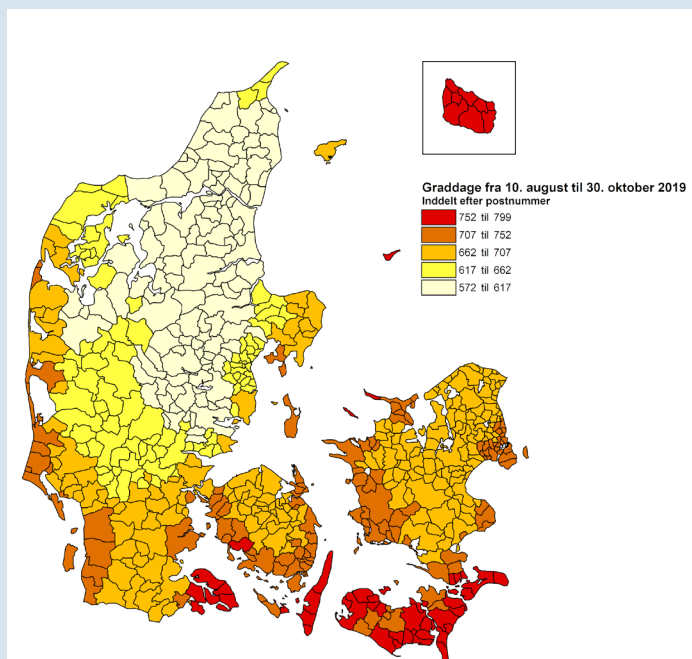 Graddage fra 10. august til 30. oktober 2019
Inddelt efter postnummer
752 til 799
707 til 752
662 til 707
617 til 662
572 til 617